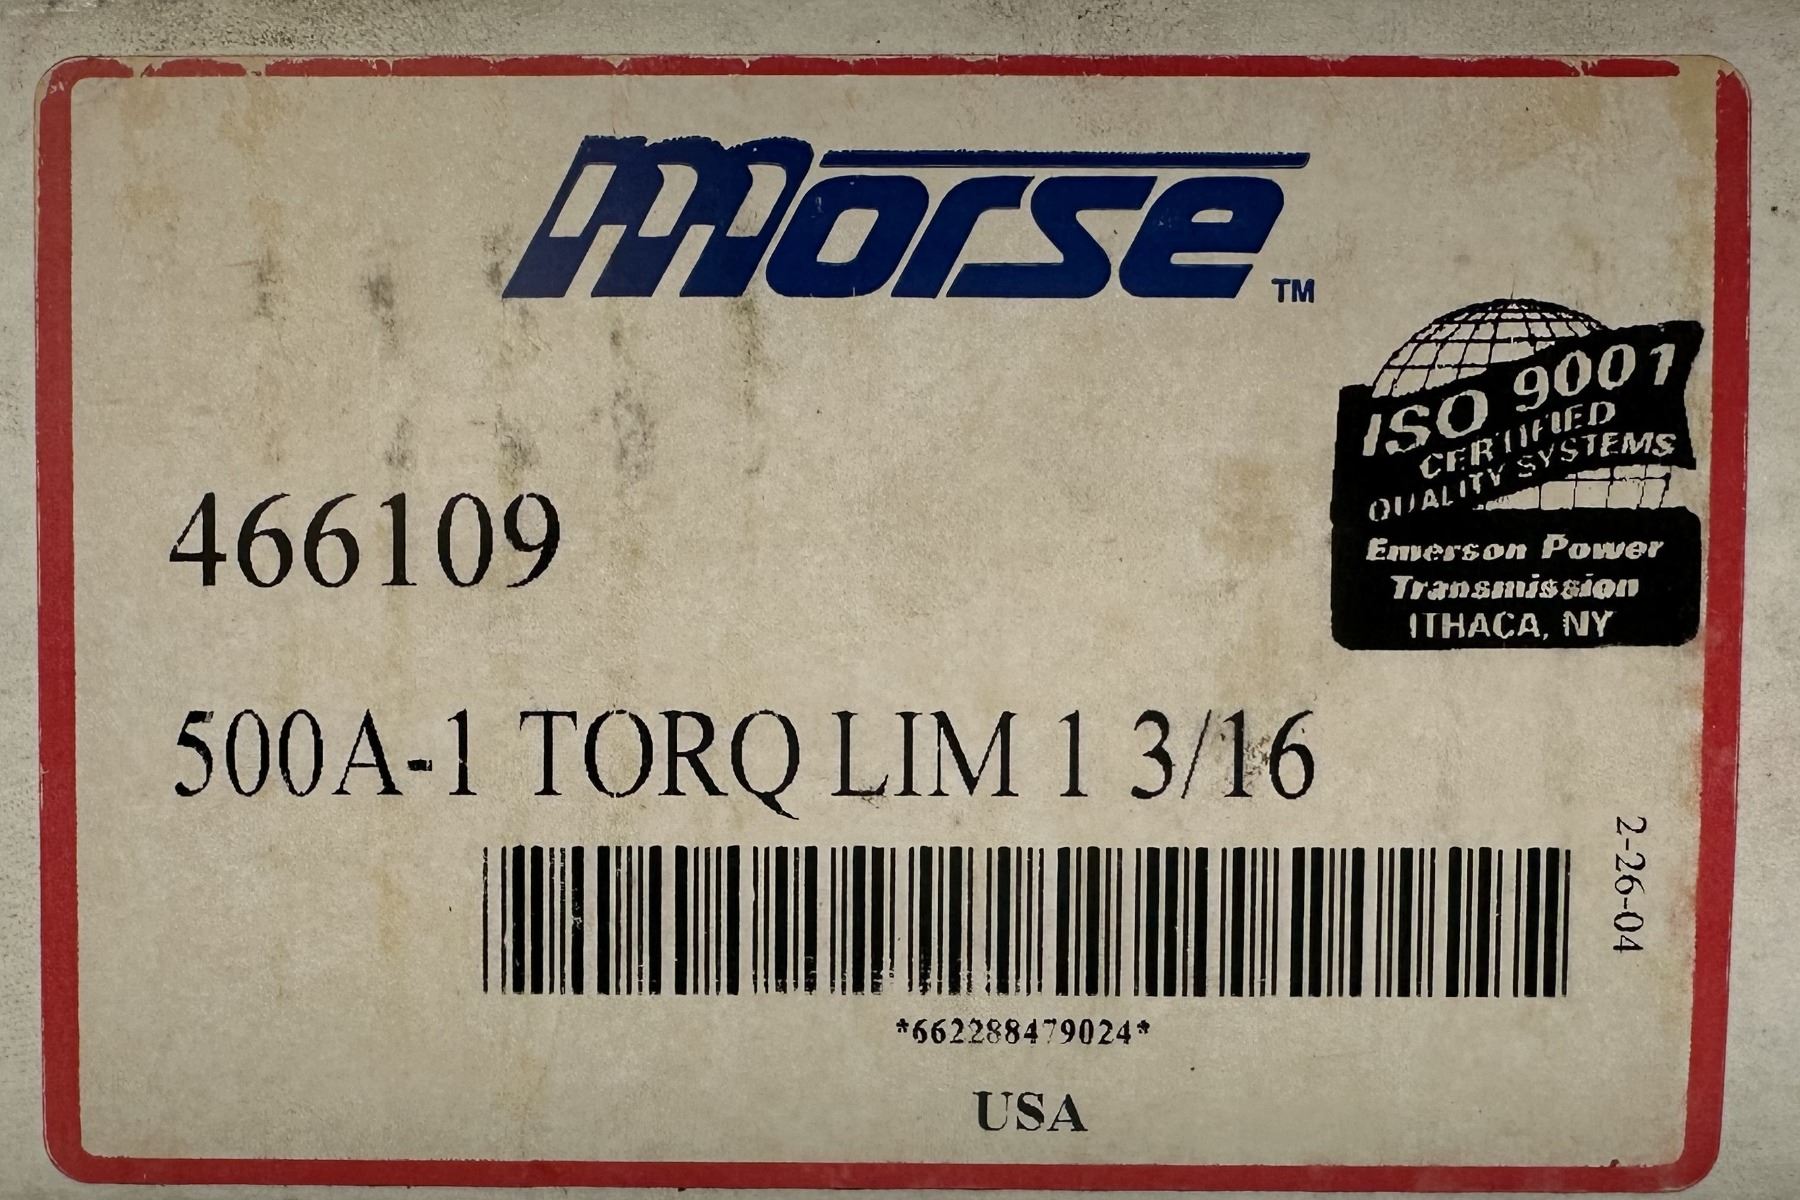 morse TM
ISO 9001
CERTIFIED
QUALITY SYSTEMS
Emerson Power
Transmission
ITHACA, NY
466109
500A-1 TORQ LIM 1 3/16
2-26-04
*662288479024*
USA